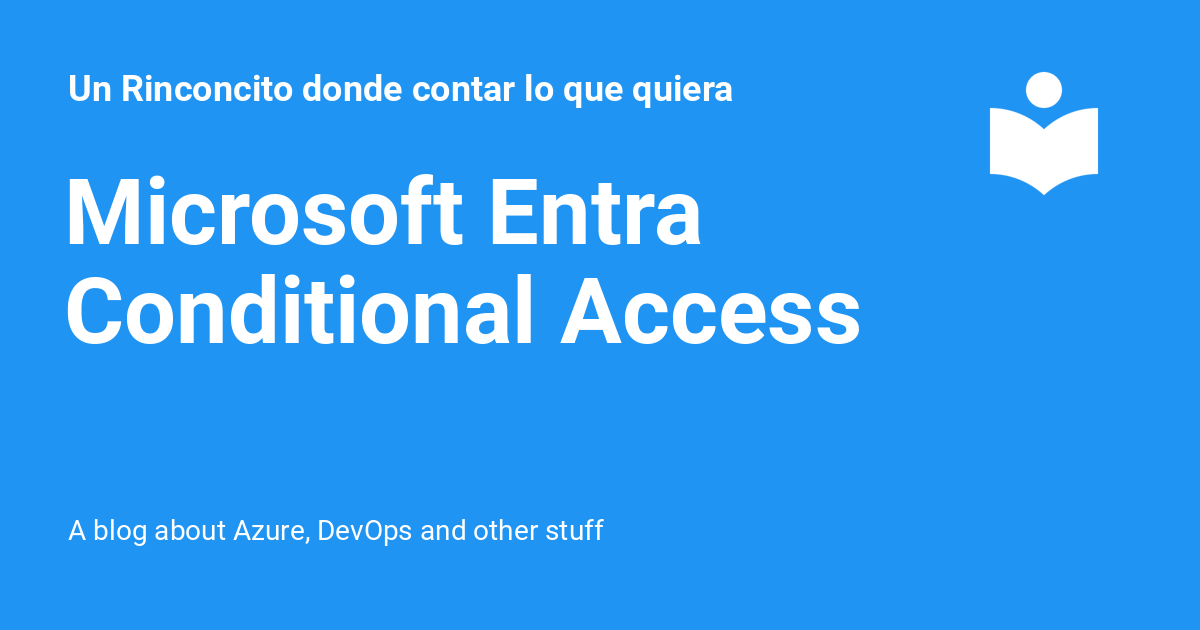 Un Rinconcito donde contar lo que quiera
Microsoft Entra
Conditional Access
A blog about Azure, DevOps and other stuff